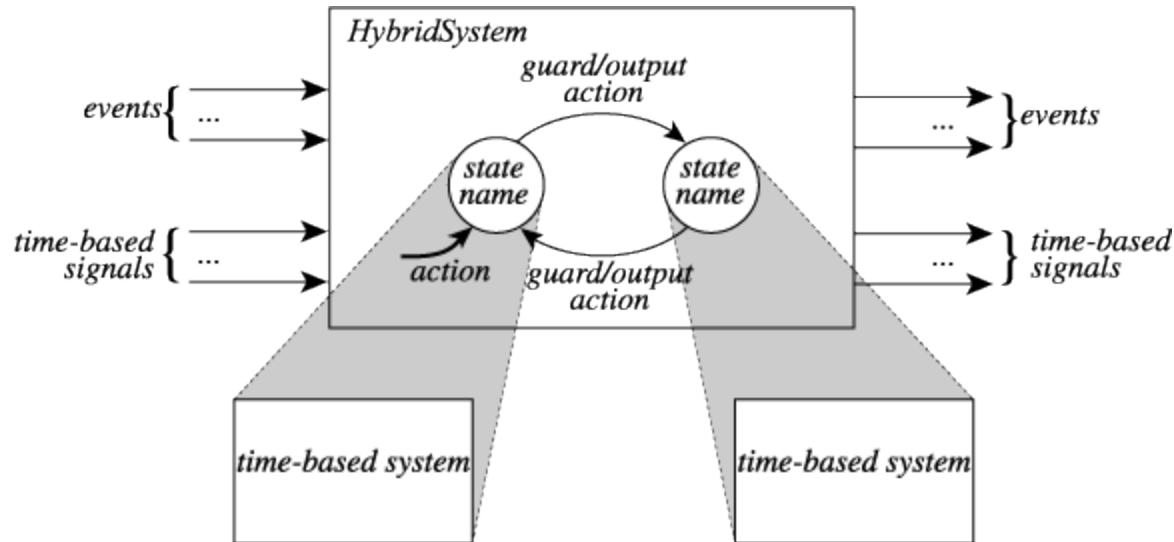 HybridSystem
guard/output
action
events {
...
} events
...
state
name
state
name
time-based
signals {
...
} time-based
signals
...
action
guard/output
action
time-based system
time-based system